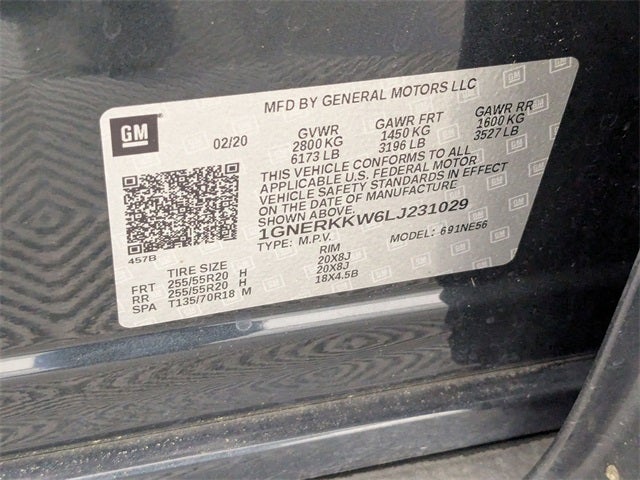 GM
MFD BY GENERAL MOTORS LLC
02/20 GVWR GAWR FRT GAWR RR
2800 KG 1450 KG 1600 KG
6173 LB 3196 LB 3527 LB
THIS VEHICLE CONFORMS TO ALL
APPLICABLE U.S. FEDERAL MOTOR
VEHICLE SAFETY STANDARDS IN EFFECT
ON THE DATE OF MANUFACTURE
SHOWN ABOVE.
1GNERKKW6LJ231029
TYPE: M.P.V. MODEL: 691NE56
457B
TIRE SIZE RIM
FRT 255/55R20 H 20X8J
RR 255/55R20 H 20X8J
SPA T135/70R18 M 18X4.5B